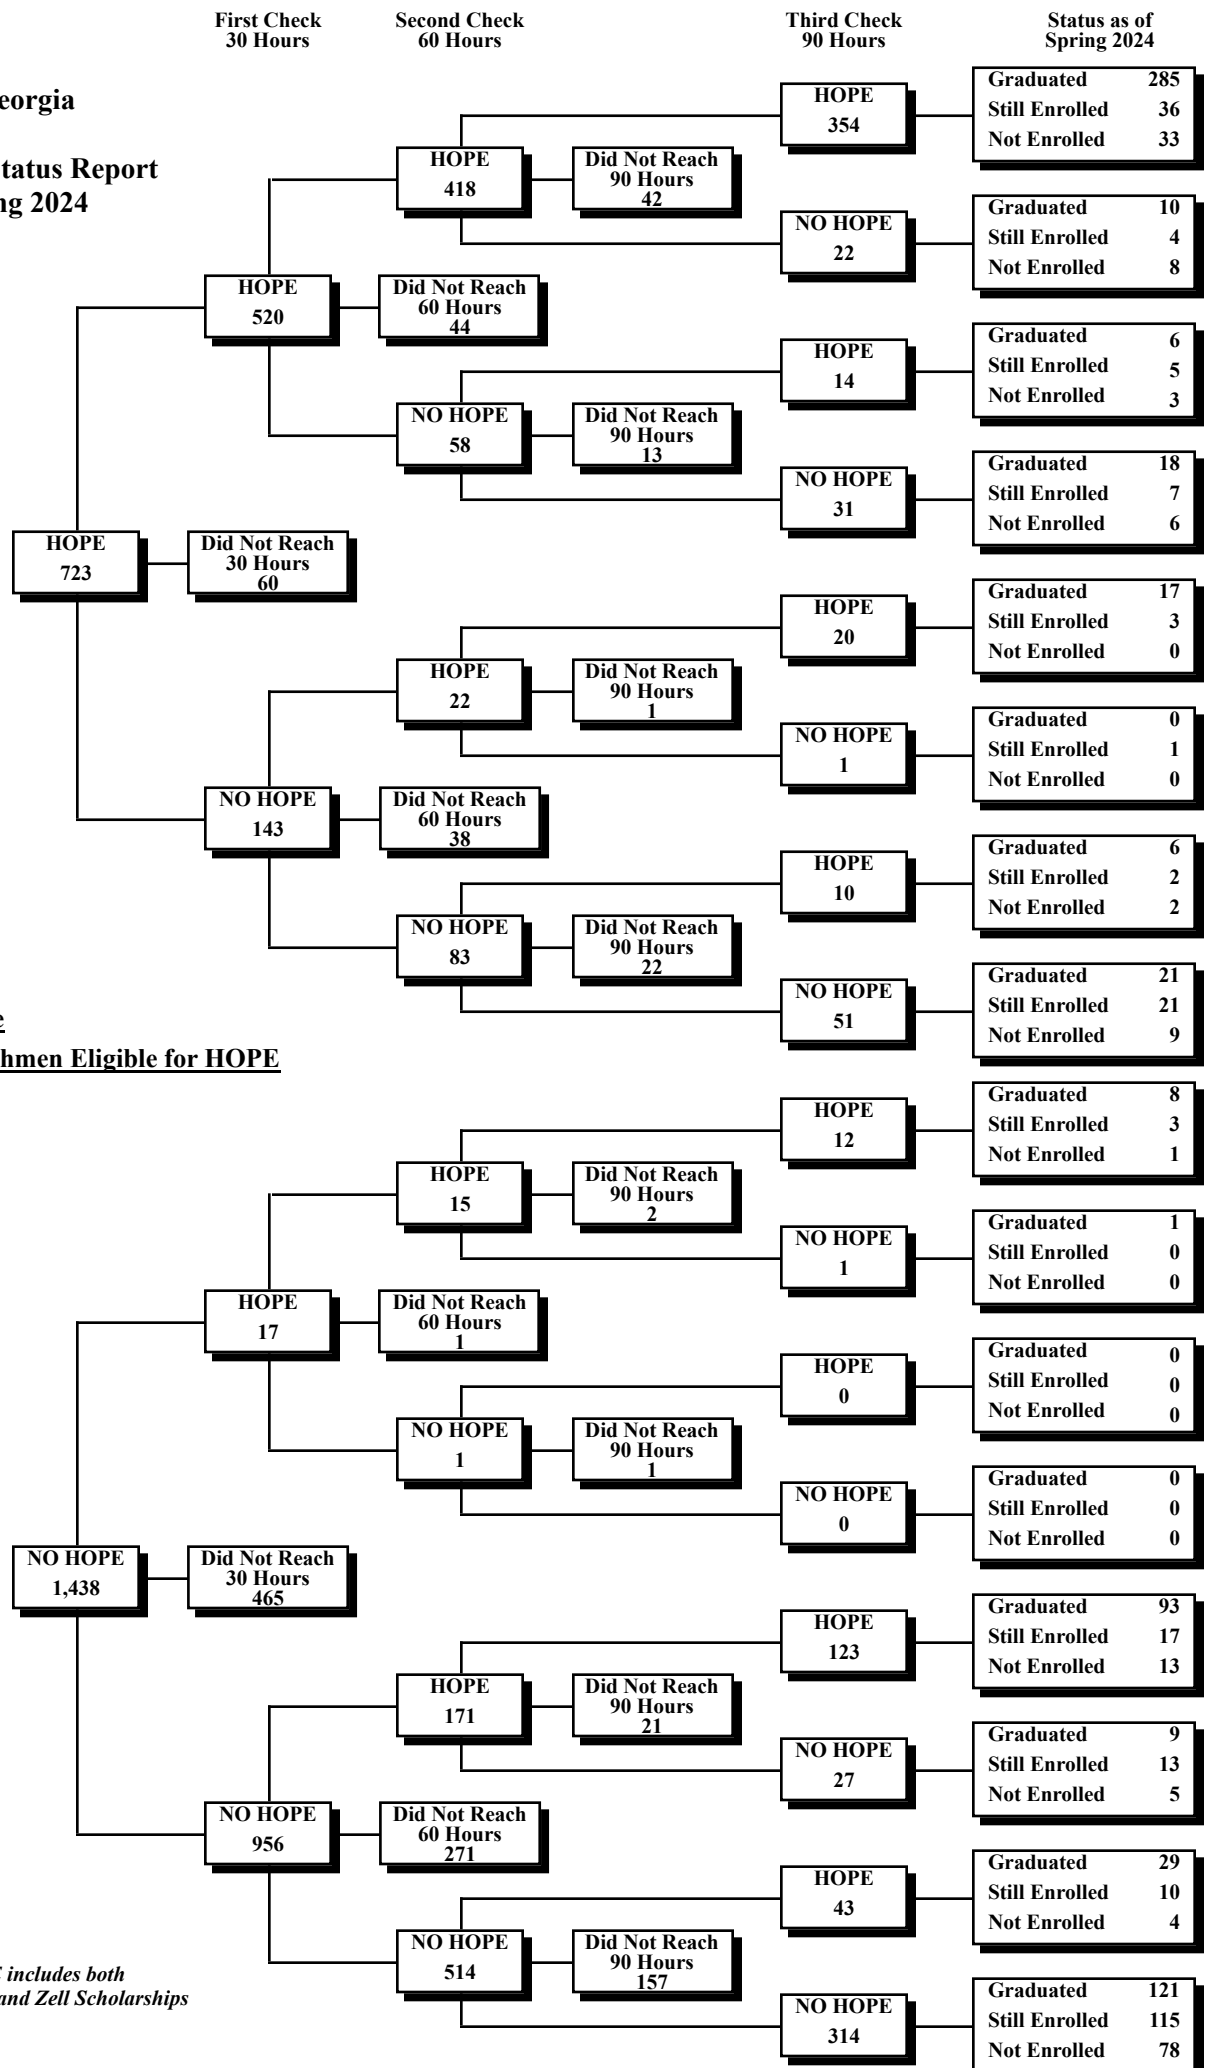 First Check
30 Hours
Second Check
60 Hours
Third Check
90 Hours
Status as of
Spring 2024
eorgia
tatus Report
ng 2024
HOPE
354
Graduated 285
Still Enrolled 36
Not Enrolled 33
HOPE
418
Did Not Reach
90 Hours
42
NO HOPE
22
Graduated 10
Still Enrolled 4
Not Enrolled 8
HOPE
520
Did Not Reach
60 Hours
44
HOPE
14
Graduated 6
Still Enrolled 5
Not Enrolled 3
NO HOPE
58
Did Not Reach
90 Hours
13
NO HOPE
31
Graduated 18
Still Enrolled 7
Not Enrolled 6
HOPE
723
Did Not Reach
30 Hours
60
HOPE
20
Graduated 17
Still Enrolled 3
Not Enrolled 0
HOPE
22
Did Not Reach
90 Hours
1
NO HOPE
1
Graduated 0
Still Enrolled 1
Not Enrolled 0
NO HOPE
143
Did Not Reach
60 Hours
38
HOPE
10
Graduated 6
Still Enrolled 2
Not Enrolled 2
NO HOPE
83
Did Not Reach
90 Hours
22
NO HOPE
51
Graduated 21
Still Enrolled 21
Not Enrolled 9
e
hmen Eligible for HOPE
HOPE
12
Graduated 8
Still Enrolled 3
Not Enrolled 1
HOPE
15
Did Not Reach
90 Hours
2
NO HOPE
1
Graduated 1
Still Enrolled 0
Not Enrolled 0
HOPE
17
Did Not Reach
60 Hours
1
HOPE
0
Graduated 0
Still Enrolled 0
Not Enrolled 0
NO HOPE
1
Did Not Reach
90 Hours
1
NO HOPE
0
Graduated 0
Still Enrolled 0
Not Enrolled 0
NO HOPE
1,438
Did Not Reach
30 Hours
465
HOPE
123
Graduated 93
Still Enrolled 17
Not Enrolled 13
HOPE
171
Did Not Reach
90 Hours
21
NO HOPE
27
Graduated 9
Still Enrolled 13
Not Enrolled 5
NO HOPE
956
Did Not Reach
60 Hours
271
HOPE
43
Graduated 29
Still Enrolled 10
Not Enrolled 4
NO HOPE
514
Did Not Reach
90 Hours
157
NO HOPE
314
Graduated 121
Still Enrolled 115
Not Enrolled 78
includes both
and Zell Scholarships